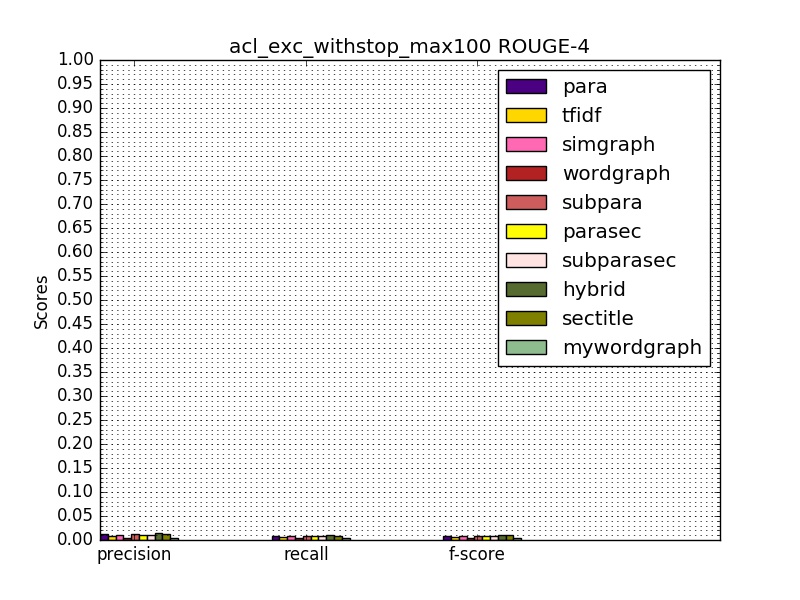 acl_exc_withstop_max100 ROUGE-4
1.00
0.95
0.90
0.85
0.80
0.75
0.70
0.65
0.60
0.55
0.50
0.45
0.40
0.35
0.30
0.25
0.20
0.15
0.10
0.05
0.00
Scores
para
tfidf
simgraph
wordgraph
subpara
parasec
subparasec
hybrid
sectitle
mywordgraph
precision recall f-score